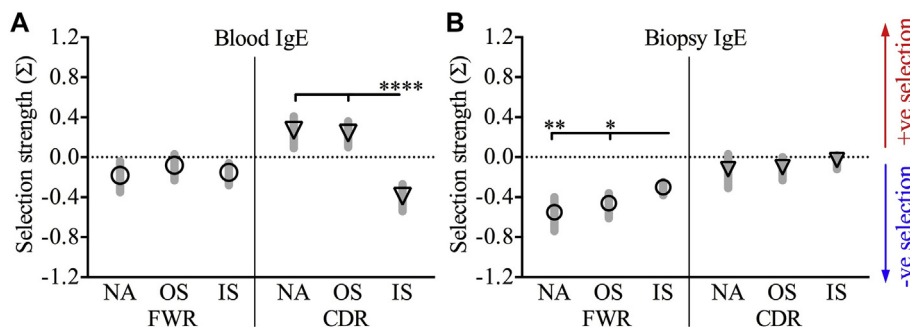 A
Blood IgE
Selection strength (Σ)
1.2
0.8
0.4
0.0
-0.4
-0.8
-1.2
****
NA OS IS NA OS IS
FWR CDR
B
Biopsy IgE
Selection strength (Σ)
1.2
0.8
0.4
0.0
-0.4
-0.8
-1.2
** *
NA OS IS NA OS IS
FWR CDR
+ve selection
-ve selection